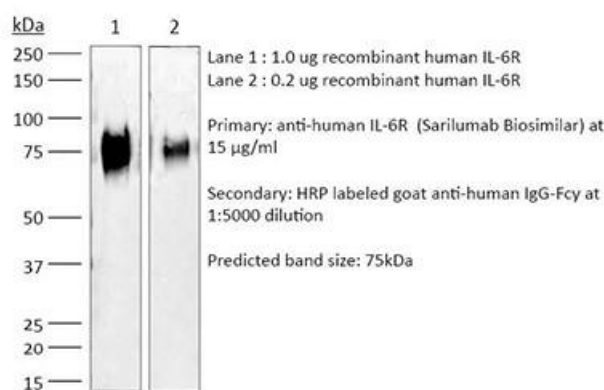 kDa
1 2
250
150
100
75
50
37
25
20
15
Lane 1 : 1.0 ug recombinant human IL-6R
Lane 2 : 0.2 ug recombinant human IL-6R
Primary: anti-human IL-6R (Sarilumab Biosimilar) at
15 µg/ml
Secondary: HRP labeled goat anti-human IgG-Fcy at
1:5000 dilution
Predicted band size: 75kDa